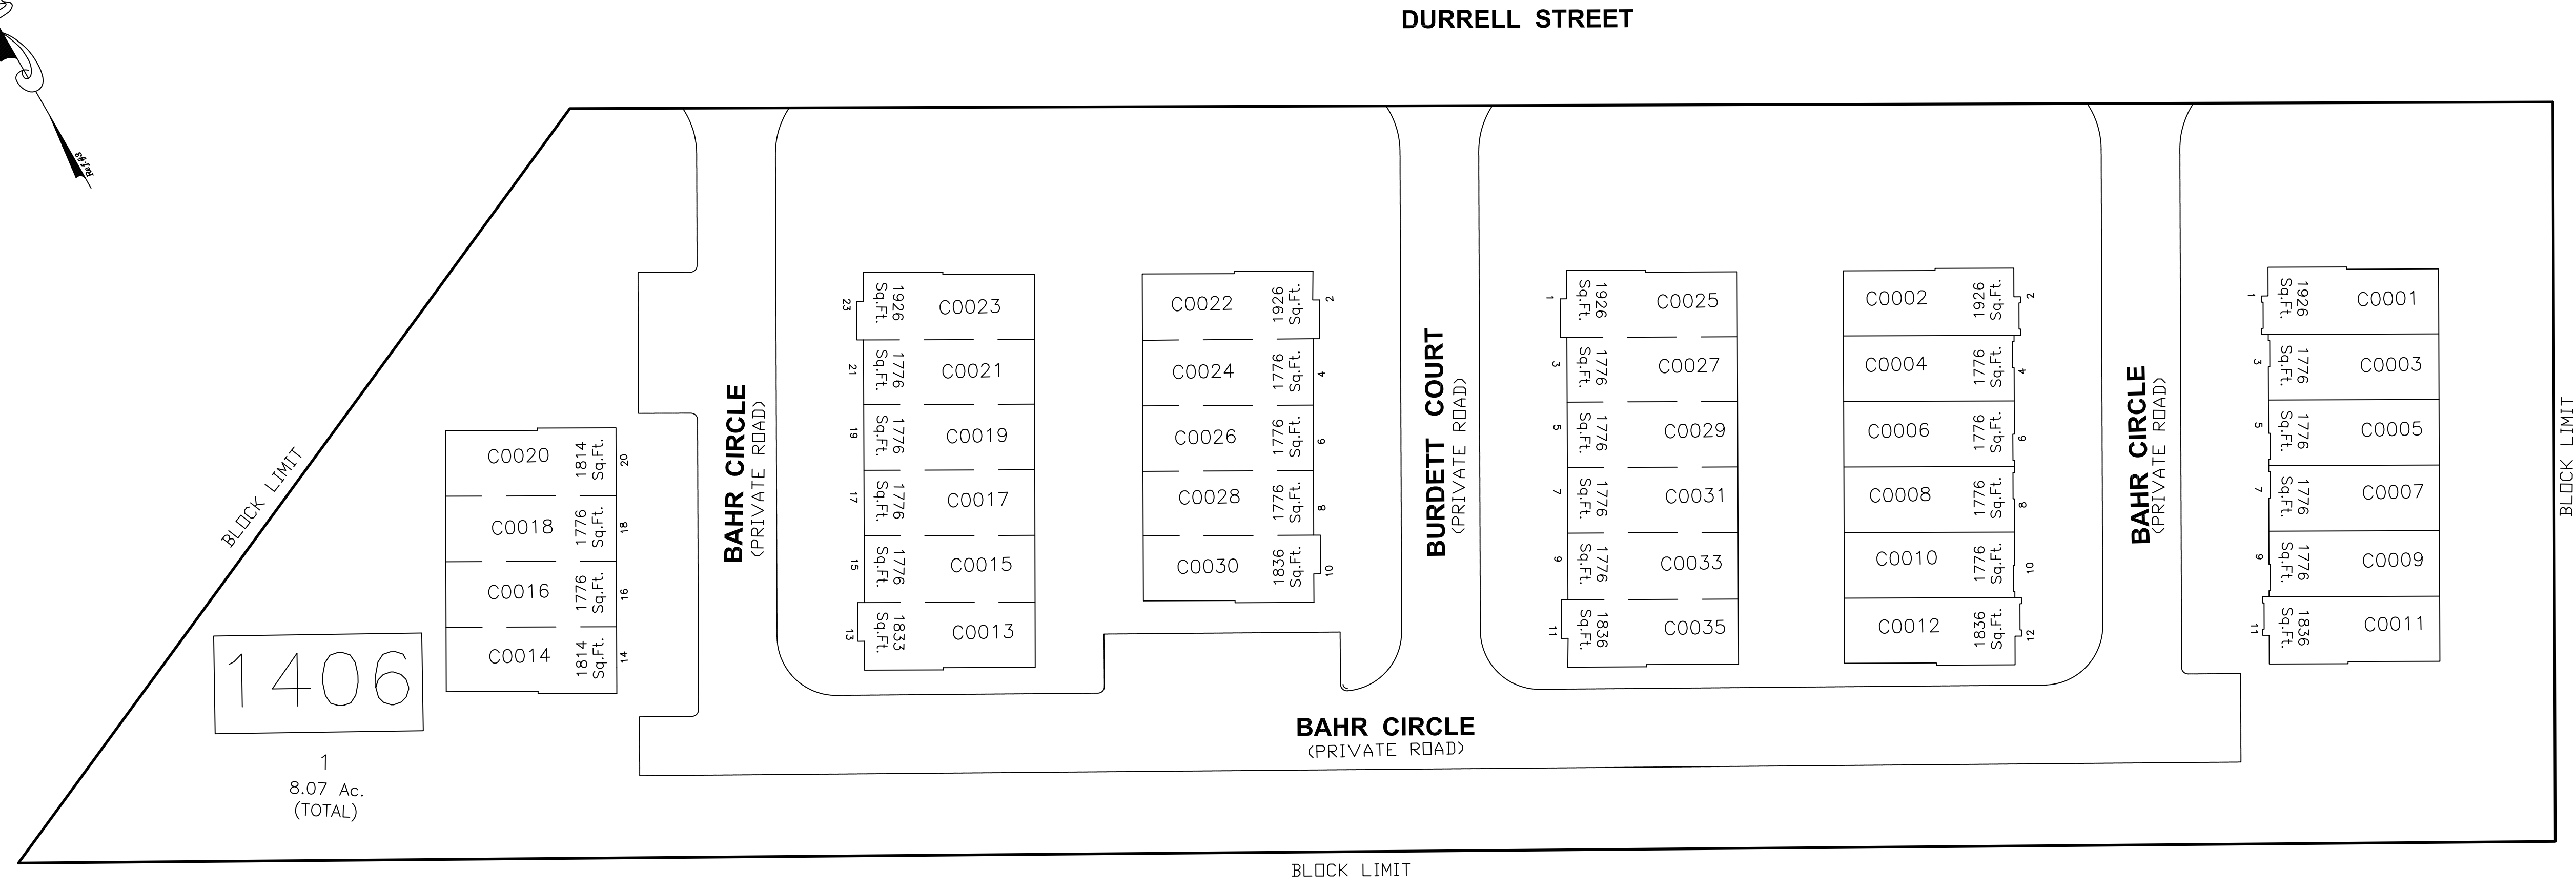 DURRELL STREET
Ref:#3
BLOCK LIMIT
1406
1
8.07 Ac.
(TOTAL)
C0020
1814
Sq.Ft.
20
C0018
1776
Sq.Ft.
18
C0016
1776
Sq.Ft.
16
C0014
1814
Sq.Ft.
14
BAHR CIRCLE
(PRIVATE ROAD)
23
1926
Sq.Ft.
C0023
21
1776
Sq.Ft.
C0021
19
1776
Sq.Ft.
C0019
17
1776
Sq.Ft.
C0017
15
1776
Sq.Ft.
C0015
13
1833
Sq.Ft.
C0013
C0022
1926
Sq.Ft.
2
C0024
1776
Sq.Ft.
4
C0026
1776
Sq.Ft.
6
C0028
1776
Sq.Ft.
8
C0030
1836
Sq.Ft.
10
BURDETT COURT
(PRIVATE ROAD)
1
1926
Sq.Ft.
C0025
3
1776
Sq.Ft.
C0027
5
1776
Sq.Ft.
C0029
7
1776
Sq.Ft.
C0031
9
1776
Sq.Ft.
C0033
11
1836
Sq.Ft.
C0035
C0002
1926
Sq.Ft.
2
C0004
1776
Sq.Ft.
4
C0006
1776
Sq.Ft.
6
C0008
1776
Sq.Ft.
8
C0010
1776
Sq.Ft.
10
C0012
1836
Sq.Ft.
12
BAHR CIRCLE
(PRIVATE ROAD)
1
1926
Sq.Ft.
C0001
3
1776
Sq.Ft.
C0003
5
1776
Sq.Ft.
C0005
7
1776
Sq.Ft.
C0007
9
1776
Sq.Ft.
C0009
11
1836
Sq.Ft.
C0011
BLOCK LIMIT
BAHR CIRCLE
(PRIVATE ROAD)
BLOCK LIMIT